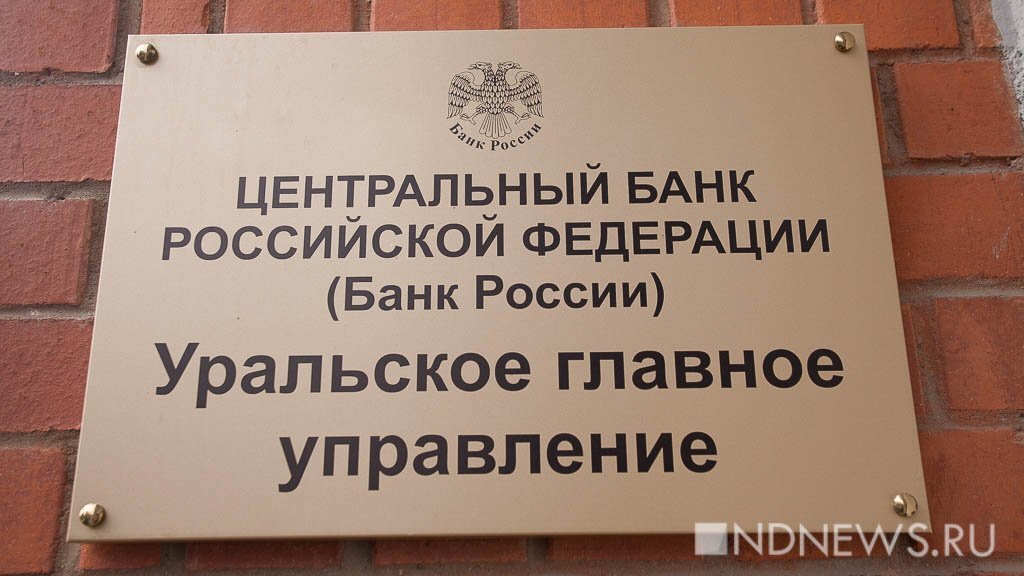 Банк России
ЦЕНТРАЛЬНЫЙ БАНК
РОССИЙСКОЙ ФЕДЕРАЦИИ
(Банк России)
Уральское главное
управление
NDNEWS.RU